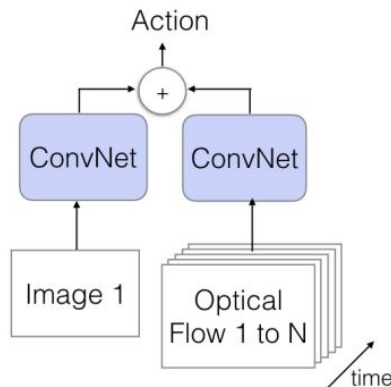 Action
+
ConvNet
ConvNet
Image 1
Optical
Flow 1 to N
time